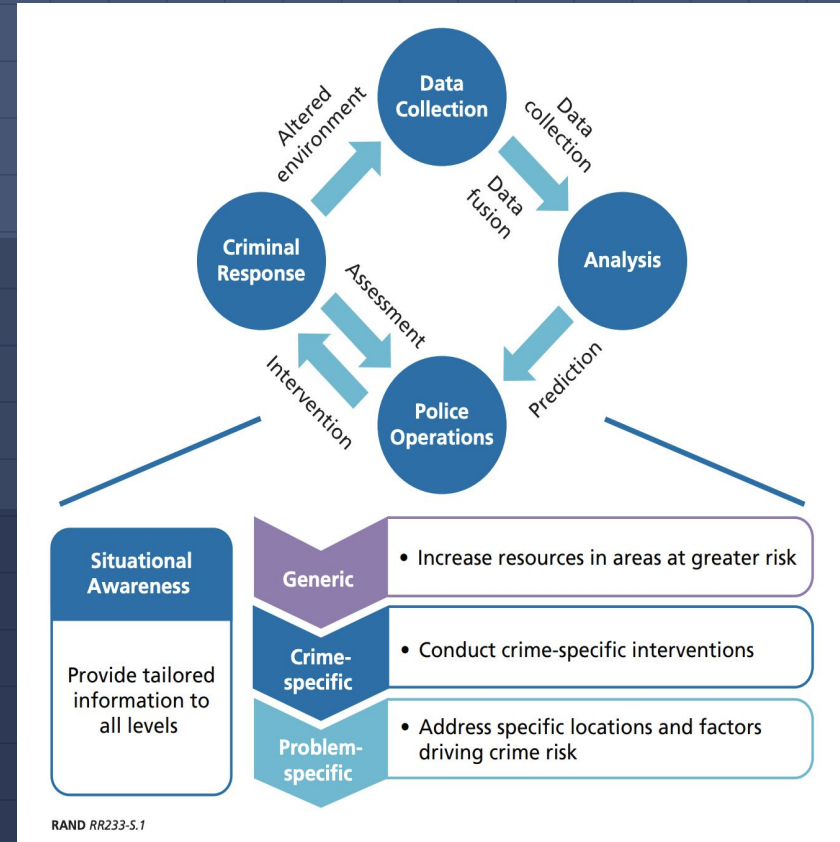 Data
Collection
Altered
environment
Data
collection
Data
fusion
Criminal
Response
Analysis
Assessment
Intervention
Prediction
Police
Operations
Situational
Awareness
Provide tailored
information to
all levels
Generic
• Increase resources in areas at greater risk
Crime-
specific
• Conduct crime-specific interventions
Problem-
specific
• Address specific locations and factors
driving crime risk
RAND RR233-S.1